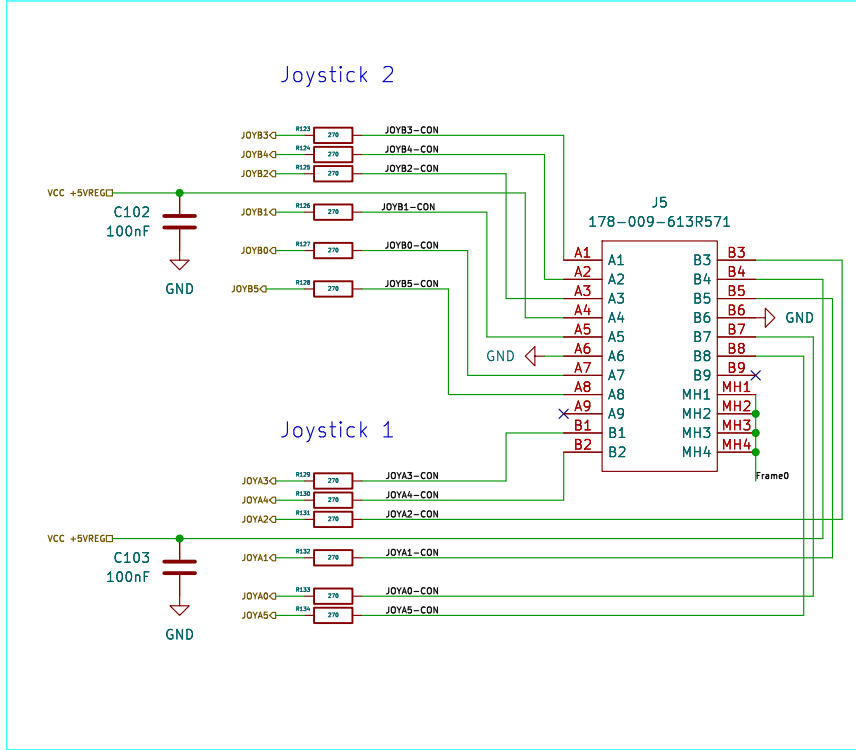 Joystick 2
JOYB3 R123 270 JOYB3-CON
JOYB4 R124 270 JOYB4-CON
JOYB2 R125 270 JOYB2-CON
VCC +5VREG
C102
100nF
GND
JOYB1 R126 270 JOYB1-CON
JOYB0 R127 270 JOYB0-CON
JOYB5 R128 270 JOYB5-CON
J5
178-009-613R571
A1 A1 B3 B3
A2 A2 B4 B4
A3 A3 B5 B5
A4 A4 B6 B6 GND
A5 A5 B7 B7
GND A6 A6 B8 B8
A7 A7 B9 B9
A8 A8 MH1 MH1
A9 A9 MH2 MH2
B1 B1 MH3 MH3
B2 B2 MH4 MH4
Frame0
Joystick 1
JOYA3 R129 270 JOYA3-CON
JOYA4 R130 270 JOYA4-CON
JOYA2 R131 270 JOYA2-CON
VCC +5VREG
C103
100nF
GND
JOYA1 R132 270 JOYA1-CON
JOYA0 R133 270 JOYA0-CON
JOYA5 R134 270 JOYA5-CON